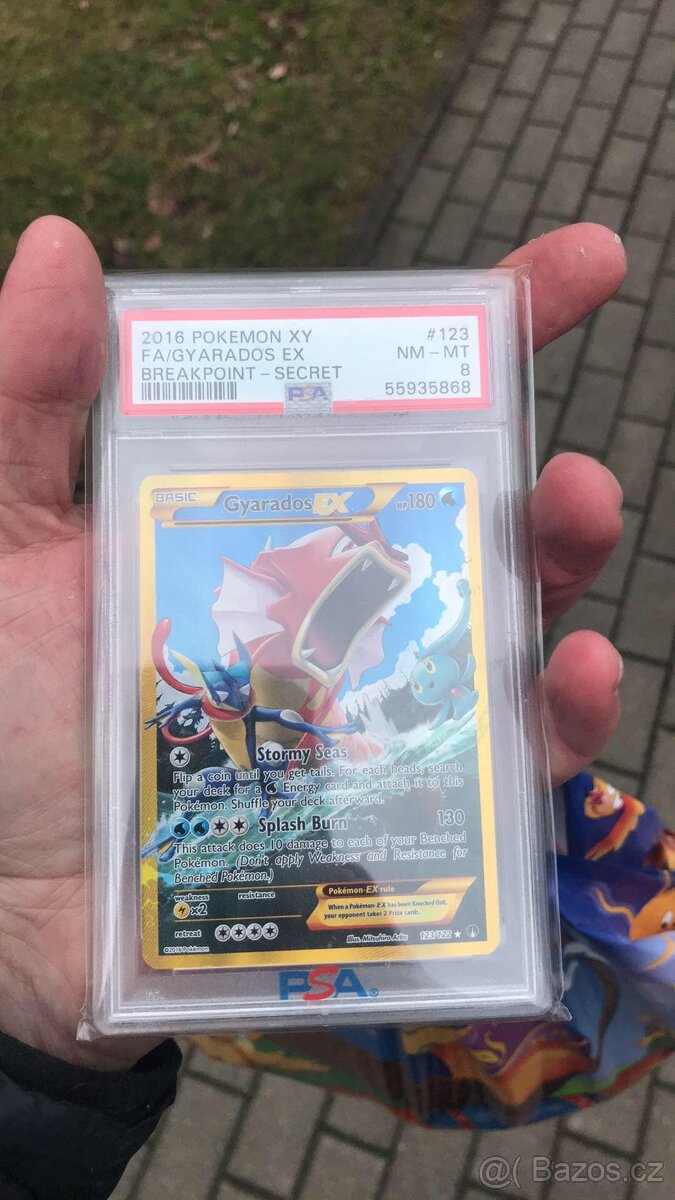 2016 POKEMON XY #123
FA/GYARADOS EX NM - MT
BREAKPOINT - SECRET 8
PSA 55935868
BASIC Gyarados EX HP180
Stormy Seas
Flip a coin until you get tails. For each heads, search
your deck for a Energy card and attach it to this
Pokémon. Shuffle your deck afterward.
Splash Burn 130
This attack does 10 damage to each of your Benched
Pokémon. (Don't apply Weakness and Resistance for
Benched Pokémon.)
weakness resistance
×2
retreat
Pokémon-EX rule
When a Pokémon-EX has been Knocked Out,
your opponent takes 2 Prize cards.
©2016 Pokémon Illus. Mitsuhiro Arita 123/122 ★
PSA®
@( Bazos.cz